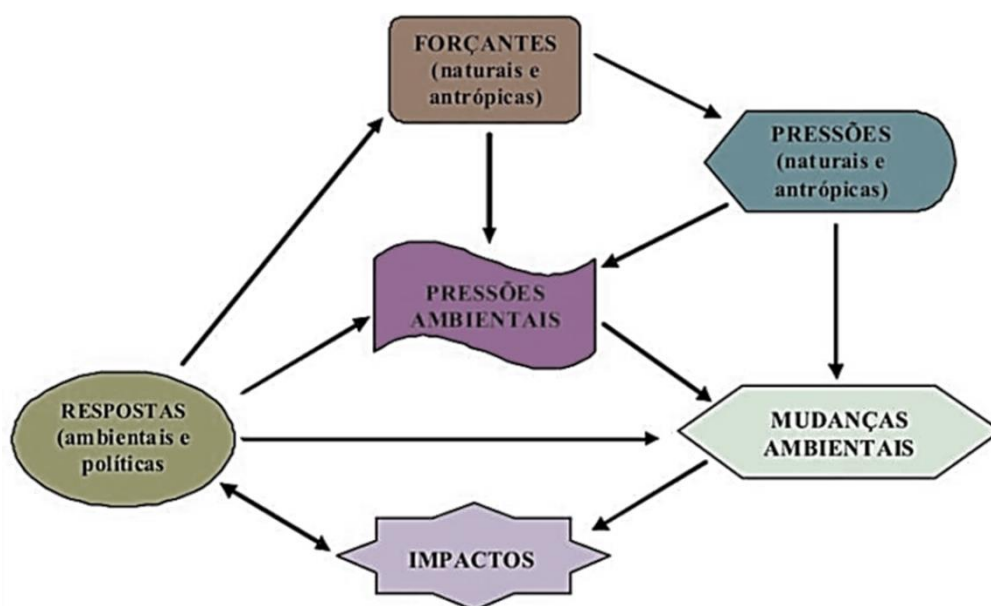 FORÇANTES
(naturais e
antrópicas)
PRESSÕES
(naturais e
antrópicas)
PRESSÕES
AMBIENTAIS
RESPOSTAS
(ambientais e
políticas
MUDANÇAS
AMBIENTAIS
IMPACTOS